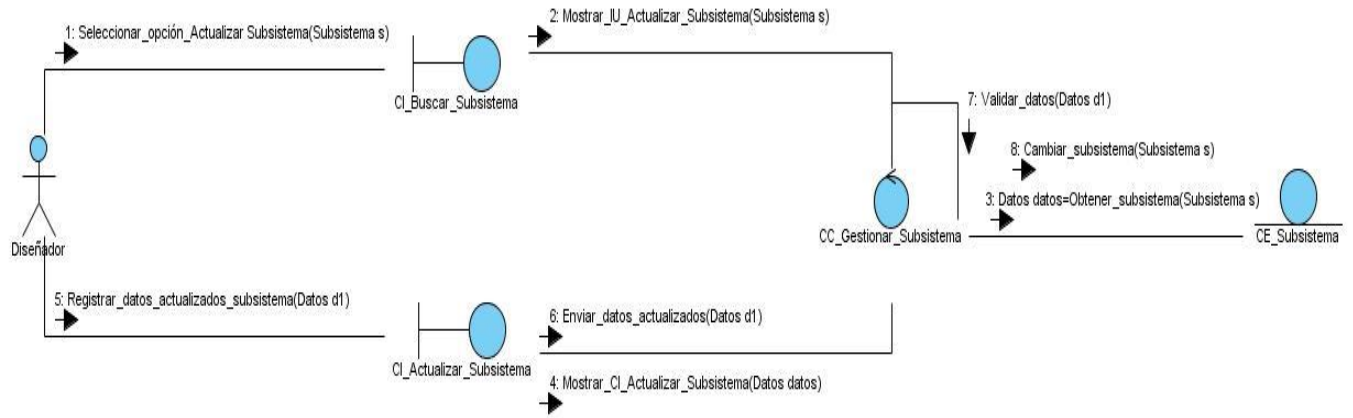 2: Mostrar_IU_Actualizar_Subsistema(Subsistema s)
1: Seleccionar_opción_Actualizar Subsistema(Subsistema s)
CI_Buscar_Subsistema
7: Validar_datos(Datos d1)
8: Cambiar_subsistema(Subsistema s)
3: Datos datos=Obtener_subsistema(Subsistema s)
Diseñador
CC_Gestionar_Subsistema
CE_Subsistema
5: Registrar_datos_actualizados_subsistema(Datos d1)
6: Enviar_datos_actualizados(Datos d1)
CI_Actualizar_Subsistema
4: Mostrar_CI_Actualizar_Subsistema(Datos datos)